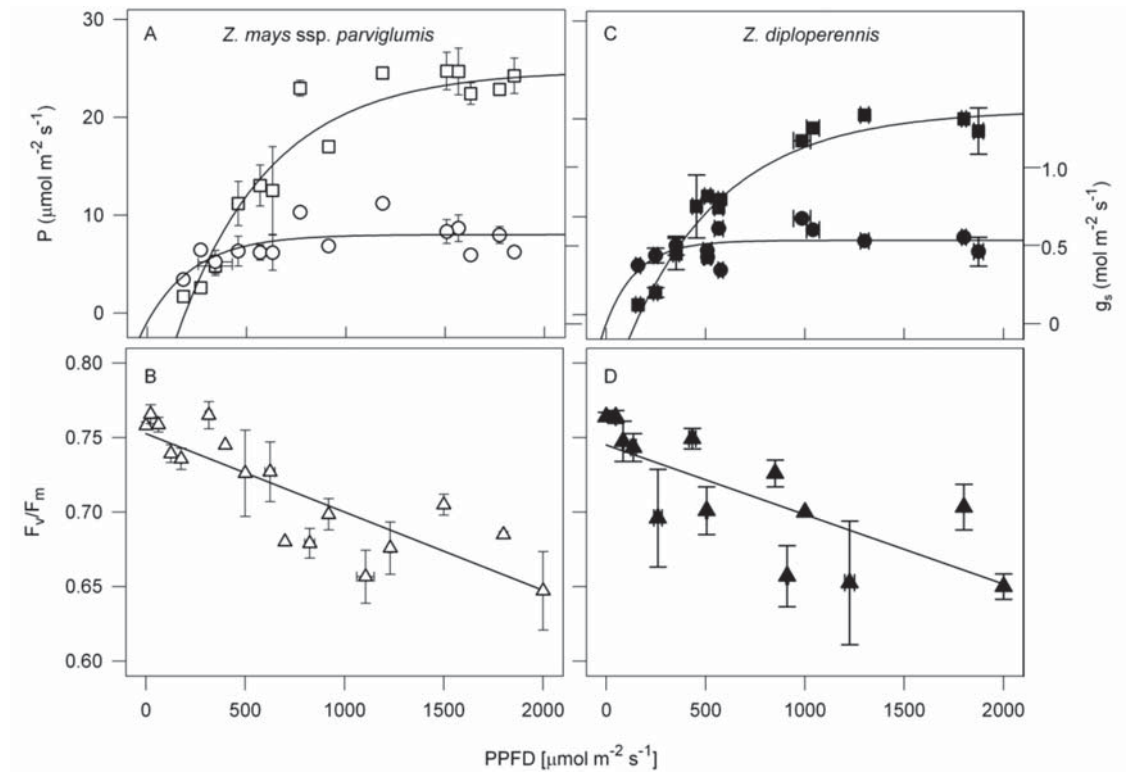 A Z. mays ssp. parviglumis
C Z. diploperennis
30
20
10
0
P (μmol m⁻² s⁻¹)
1.0
0.5
0
gₛ (mol m⁻² s⁻¹)
B
D
0.80
0.75
0.70
0.65
0.60
Fᵥ/Fₘ
0 500 1000 1500 2000
0 500 1000 1500 2000
PPFD [μmol m⁻² s⁻¹]